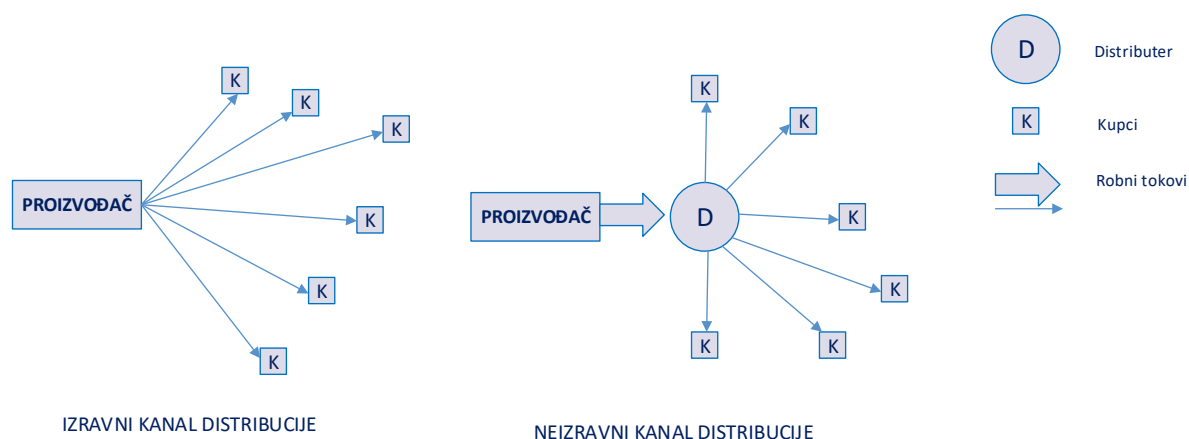 K
K
K
PROIZVOĐAČ
K
K
K
IZRAVNI KANAL DISTRIBUCIJE
K
K
PROIZVOĐAČ
D
K
K
K
K
NEIZRAVNI KANAL DISTRIBUCIJE
D
Distributer
K
Kupci
Robni tokovi